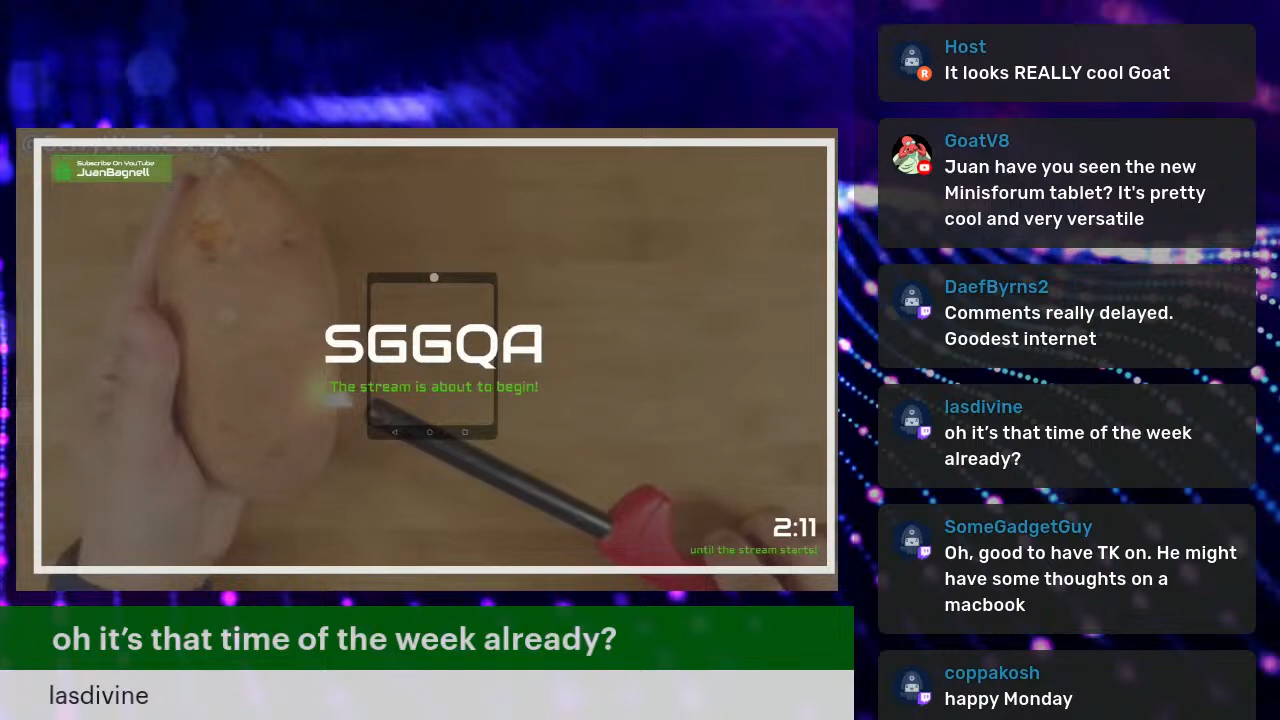 Subscribe On YouTube
JuanBagnell
SGGQA
The stream is about to begin!
2:11
until the stream starts!
oh it’s that time of the week already?
lasdivine
Host
It looks REALLY cool Goat
GoatV8
Juan have you seen the new
Minisforum tablet? It's pretty
cool and very versatile
DaefByrns2
Comments really delayed.
Goodest internet
lasdivine
oh it’s that time of the week
already?
SomeGadgetGuy
Oh, good to have TK on. He might
have some thoughts on a
macbook
coppakosh
happy Monday